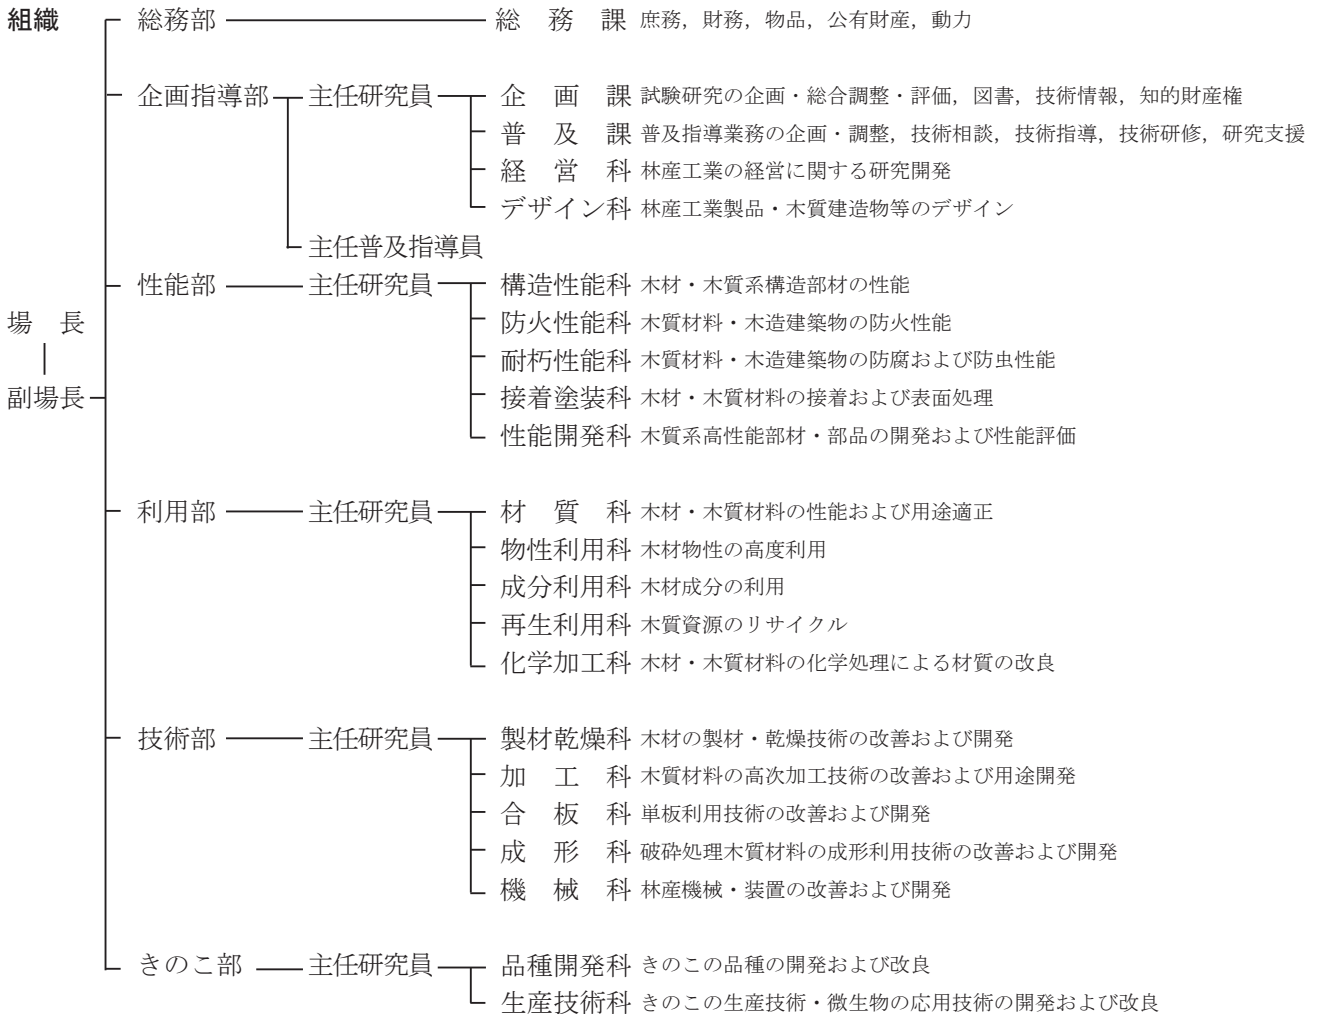 組織
総務部 総務課 庶務，財務，物品，公有財産，動力
企画指導部 主任研究員 企画課 試験研究の企画・総合調整・評価，図書，技術情報，知的財産権
普及課 普及指導業務の企画・調整，技術相談，技術指導，技術研修，研究支援
経営科 林産工業の経営に関する研究開発
デザイン科 林産工業製品・木質建造物等のデザイン
主任普及指導員
性能部 主任研究員 構造性能科 木材・木質系構造部材の性能
場長 防火性能科 木質材料・木造建築物の防火性能
耐朽性能科 木質材料・木造建築物の防腐および防虫性能
副場長 接着塗装科 木材・木質材料の接着および表面処理
性能開発科 木質系高性能部材・部品の開発および性能評価
利用部 主任研究員 材質科 木材・木質材料の性能および用途適正
物性利用科 木材物性の高度利用
成分利用科 木材成分の利用
再生利用科 木質資源のリサイクル
化学加工科 木材・木質材料の化学処理による材質の改良
技術部 主任研究員 製材乾燥科 木材の製材・乾燥技術の改善および開発
加工科 木質材料の高次加工技術の改善および用途開発
合板科 単板利用技術の改善および開発
成形科 破砕処理木質材料の成形利用技術の改善および開発
機械科 林産機械・装置の改善および開発
きのこ部 主任研究員 品種開発科 きのこの品種の開発および改良
生産技術科 きのこの生産技術・微生物の応用技術の開発および改良